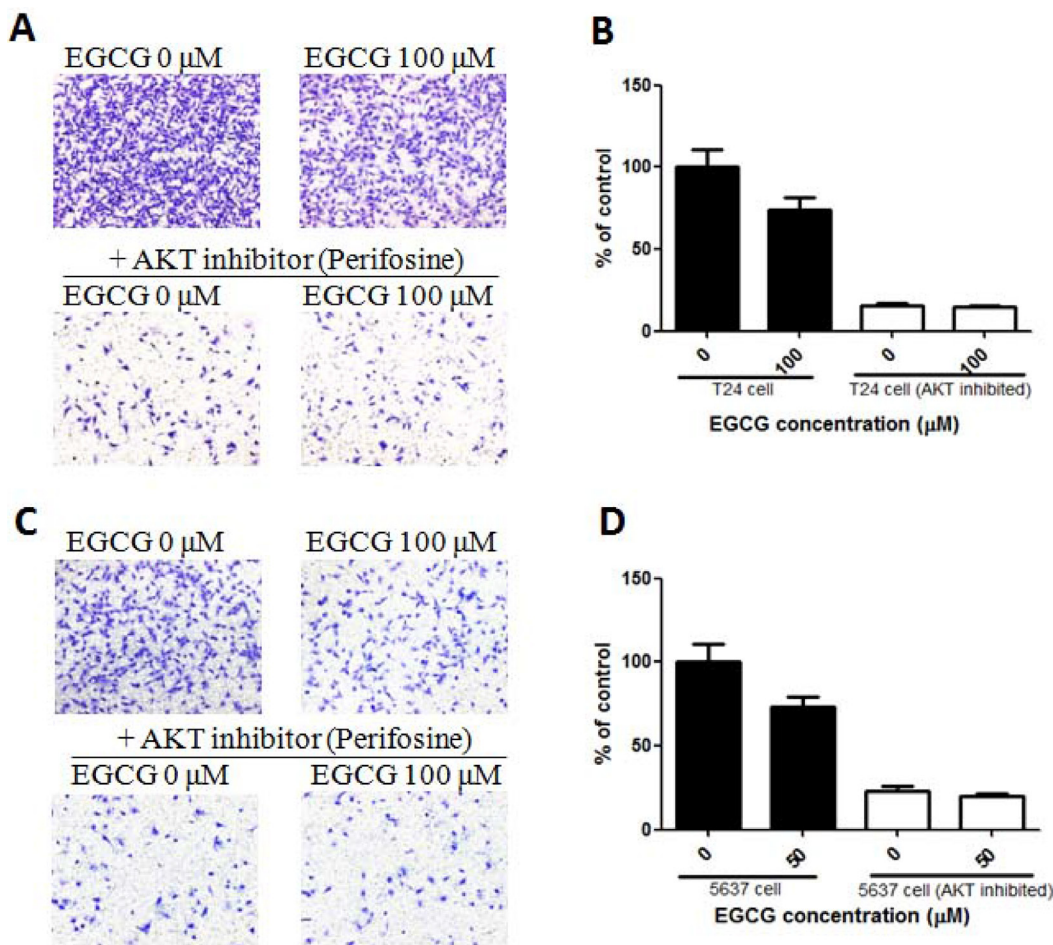 A
EGCG 0 μM
EGCG 100 μM
+ AKT inhibitor (Perifosine)
EGCG 0 μM
EGCG 100 μM
B
% of control
150
100
50
0
0
100
0
100
T24 cell
T24 cell (AKT inhibited)
EGCG concentration (μM)
C
EGCG 0 μM
EGCG 100 μM
+ AKT inhibitor (Perifosine)
EGCG 0 μM
EGCG 100 μM
D
% of control
150
100
50
0
0
50
0
50
5637 cell
5637 cell (AKT inhibited)
EGCG concentration (μM)